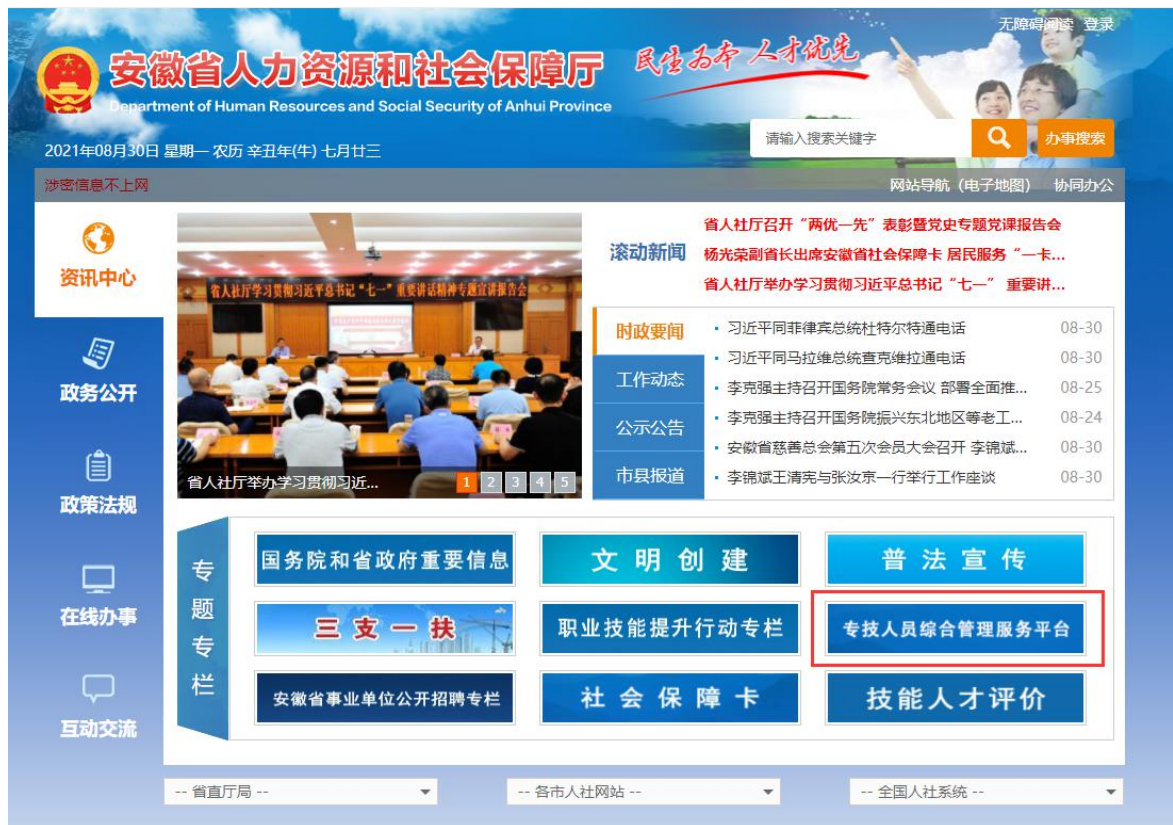 无障碍阅读 登录
安徽省人力资源和社会保障厅
民生为本 人才优先
Department of Human Resources and Social Security of Anhui Province
请输入搜索关键字
办事搜索
2021年08月30日 星期一 农历 辛丑年(牛) 七月廿三
涉密信息不上网
网站导航（电子地图）
协同办公
资讯中心
政务公开
政策法规
在线办事
互动交流
省人社厅学习贯彻习近平总书记“七一”重要讲话精神专题宣讲报告会
省人社厅举办学习贯彻习近...
1 2 3 4 5
滚动新闻
省人社厅召开“两优一先”表彰暨党史专题党课报告会
杨光荣副省长出席安徽省社会保障卡 居民服务“一卡...
省人社厅举办学习贯彻习近平总书记“七一” 重要讲...
时政要闻
工作动态
公示公告
市县报道
· 习近平同菲律宾总统杜特尔特通电话 08-30
· 习近平同马拉维总统查克维拉通电话 08-30
· 李克强主持召开国务院常务会议 部署全面推... 08-25
· 李克强主持召开国务院振兴东北地区等老工... 08-24
· 安徽省慈善总会第五次会员大会召开 李锦斌... 08-30
· 李锦斌王清宪与张汝京一行举行工作座谈 08-30
专题专栏
国务院和省政府重要信息
文明创建
普法宣传
三支一扶
职业技能提升行动专栏
专技人员综合管理服务平台
安徽省事业单位公开招聘专栏
社会保障卡
技能人才评价
-- 省直厅局 --
-- 各市人社网站 --
-- 全国人社系统 --